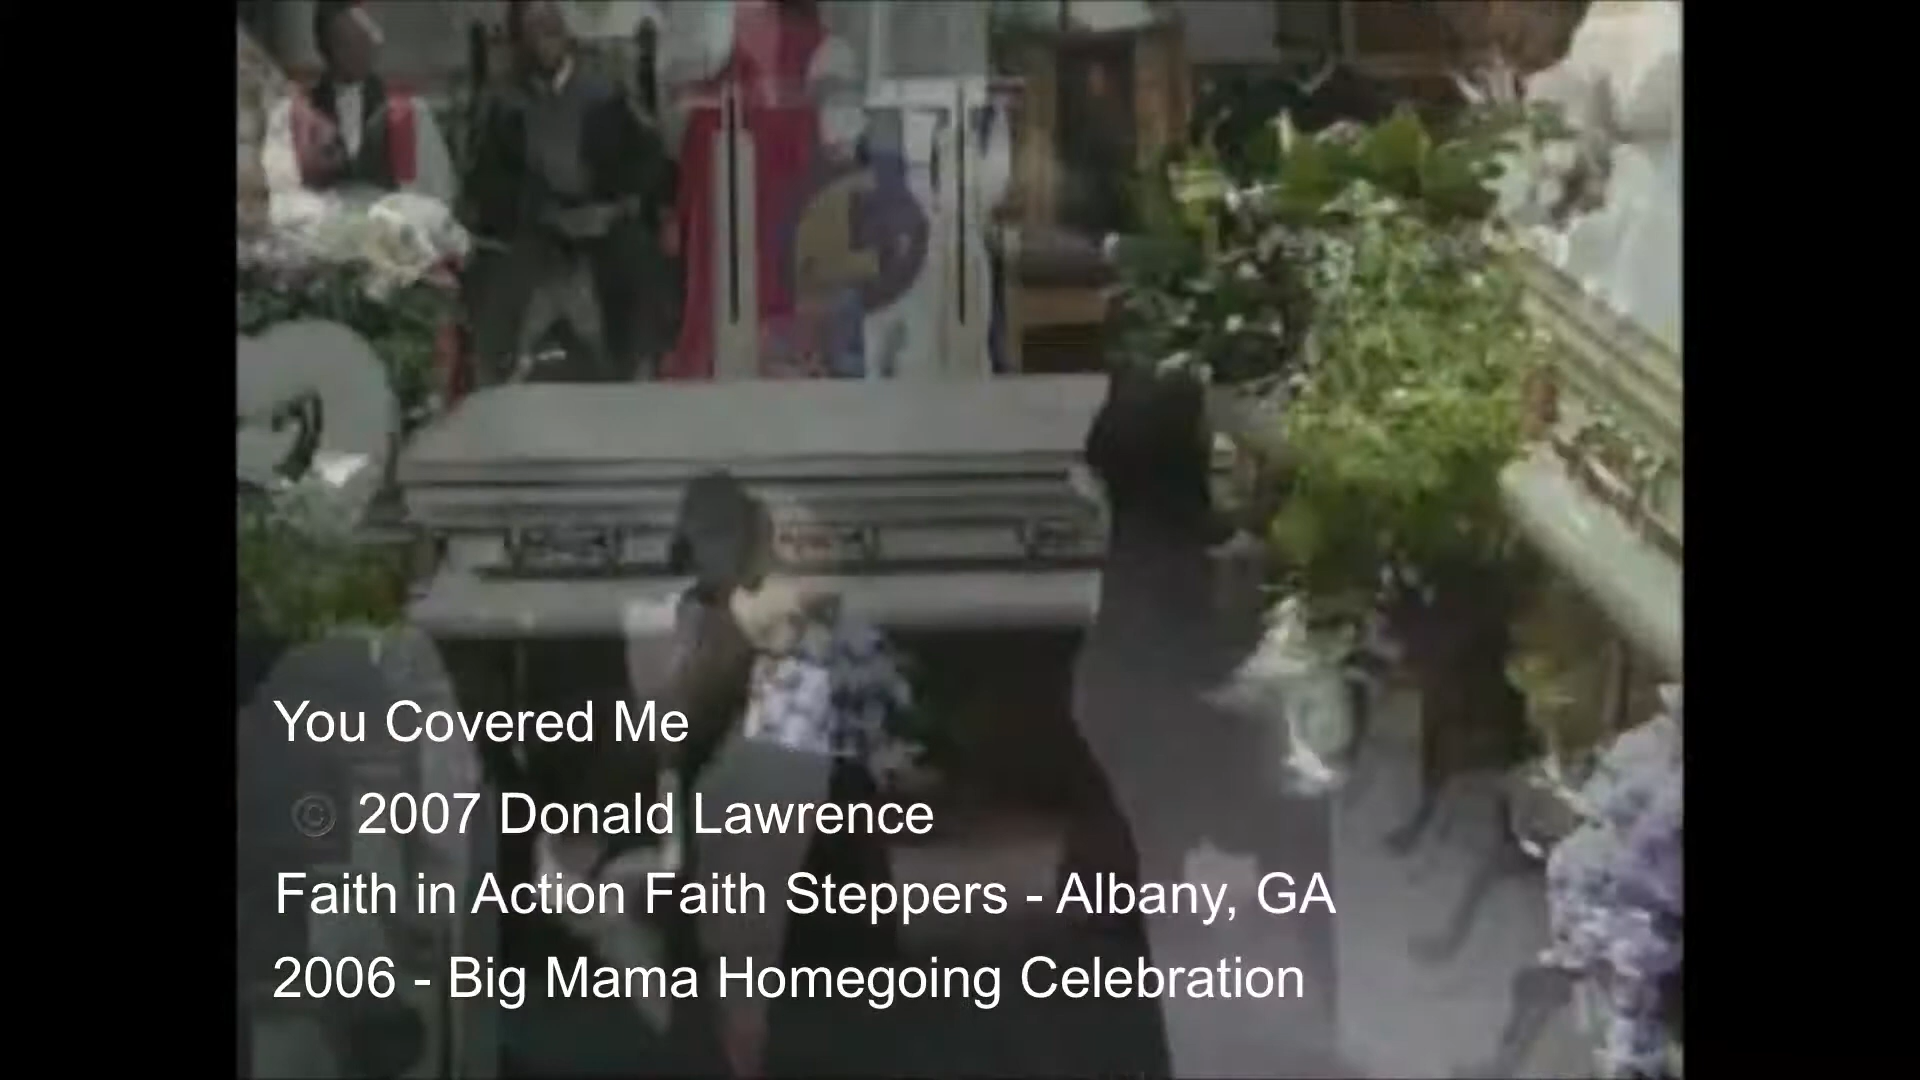 You Covered Me
© 2007 Donald Lawrence
Faith in Action Faith Steppers - Albany, GA
2006 - Big Mama Homegoing Celebration